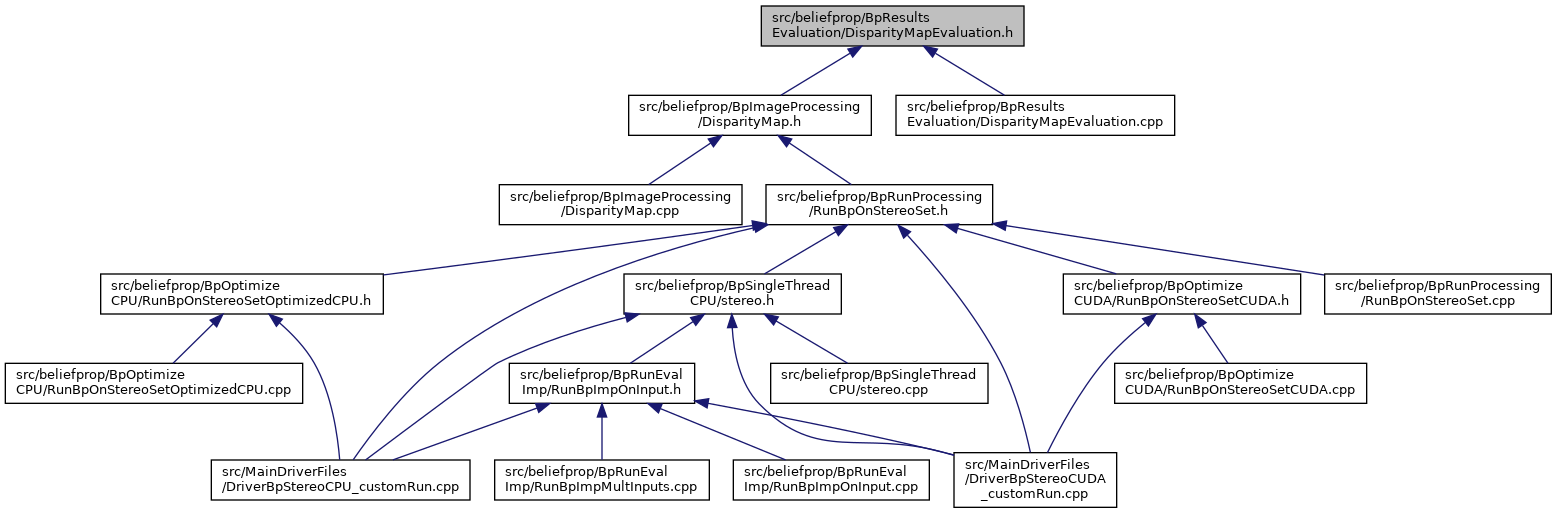 src/beliefprop/BpResults
Evaluation/DisparityMapEvaluation.h
src/beliefprop/BpImageProcessing
/DisparityMap.h
src/beliefprop/BpResults
Evaluation/DisparityMapEvaluation.cpp
src/beliefprop/BpImageProcessing
/DisparityMap.cpp
src/beliefprop/BpRunProcessing
/RunBpOnStereoSet.h
src/beliefprop/BpOptimize
CPU/RunBpOnStereoSetOptimizedCPU.h
src/beliefprop/BpSingleThread
CPU/stereo.h
src/beliefprop/BpOptimize
CUDA/RunBpOnStereoSetCUDA.h
src/beliefprop/BpRunProcessing
/RunBpOnStereoSet.cpp
src/beliefprop/BpOptimize
CPU/RunBpOnStereoSetOptimizedCPU.cpp
src/beliefprop/BpRunEval
Imp/RunBpImpOnInput.h
src/beliefprop/BpSingleThread
CPU/stereo.cpp
src/beliefprop/BpOptimize
CUDA/RunBpOnStereoSetCUDA.cpp
src/MainDriverFiles
/DriverBpStereoCPU_customRun.cpp
src/beliefprop/BpRunEval
Imp/RunBpImpMultInputs.cpp
src/beliefprop/BpRunEval
Imp/RunBpImpOnInput.cpp
src/MainDriverFiles
/DriverBpStereoCUDA
_customRun.cpp